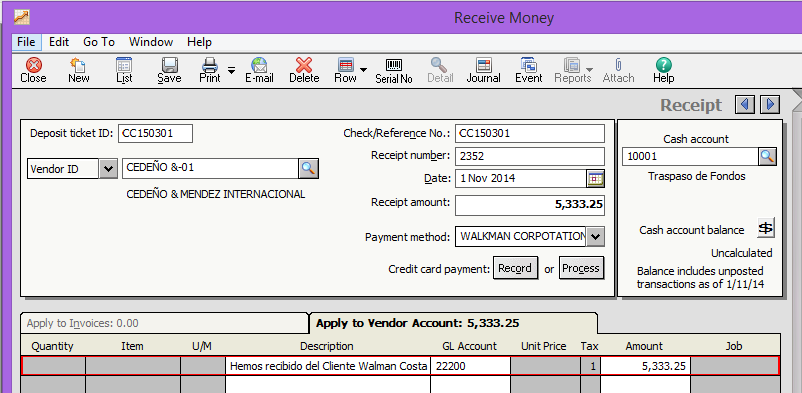 Receive Money
File Edit Go To Window Help
Close New List Save Print E-mail Delete Row Serial No Detail Journal Event Reports Attach Help
Receipt
Deposit ticket ID: CC150301
Vendor ID CEDEÑO &-01
CEDEÑO & MENDEZ INTERNACIONAL
Check/Reference No.: CC150301
Receipt number: 2352
Date: 1 Nov 2014
Receipt amount: 5,333.25
Payment method: WALKMAN CORPOTATION
Credit card payment: Record or Process
Cash account
10001
Traspaso de Fondos
Cash account balance
Uncalculated
Balance includes unposted
transactions as of 1/11/14
Apply to Invoices: 0.00 Apply to Vendor Account: 5,333.25
Quantity Item U/M Description GL Account Unit Price Tax Amount Job
Hemos recibido del Cliente Walman Costa 22200 1 5,333.25